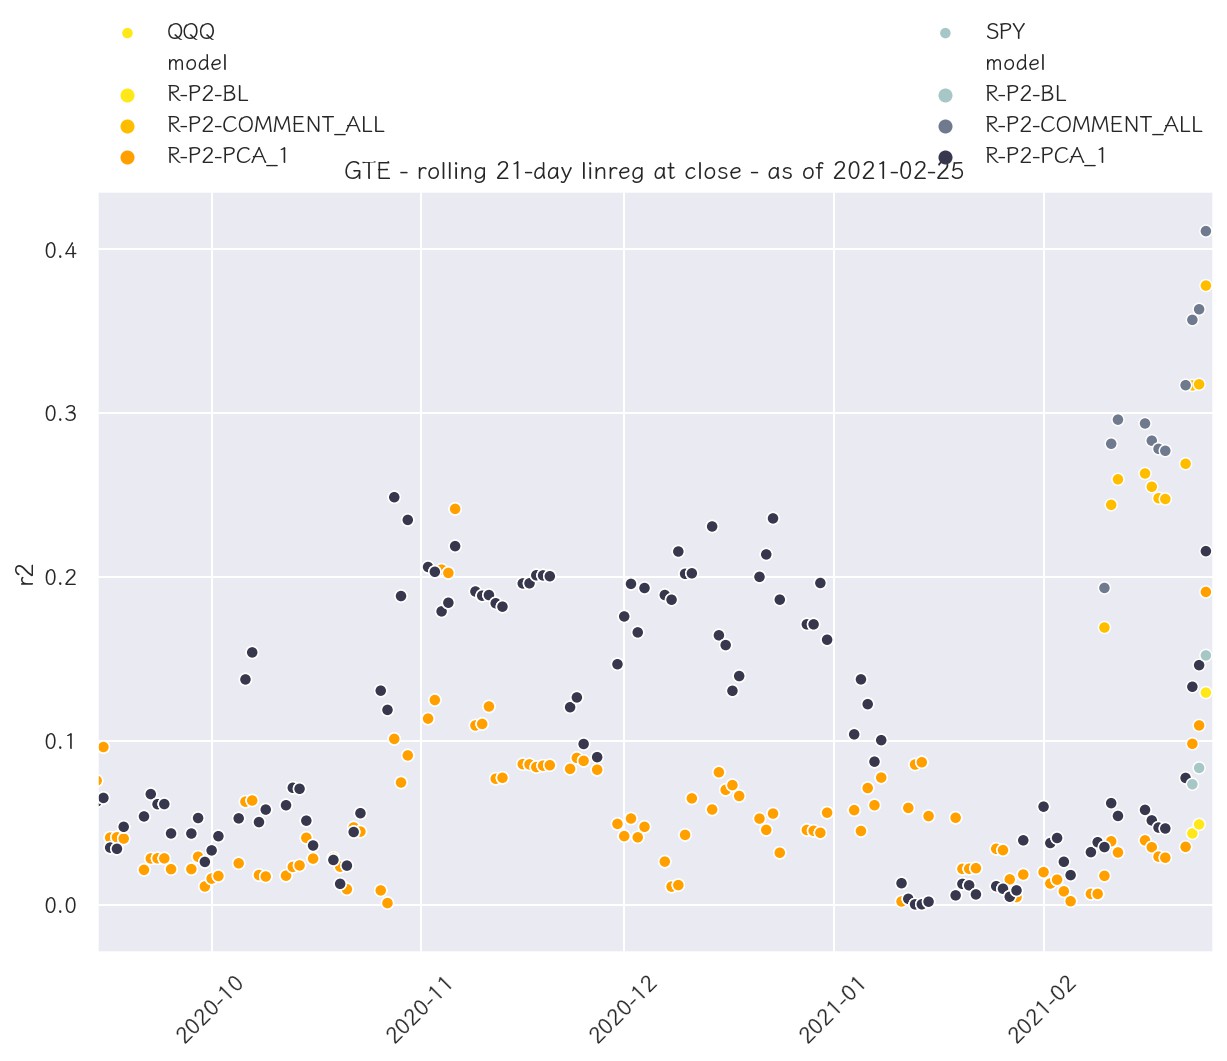 QQQ
model
R-P2-BL
R-P2-COMMENT_ALL
R-P2-PCA_1
SPY
model
R-P2-BL
R-P2-COMMENT_ALL
R-P2-PCA_1
GTE - rolling 21-day linreg at close - as of 2021-02-25
r2
0.4
0.3
0.2
0.1
0.0
2020-10
2020-11
2020-12
2021-01
2021-02